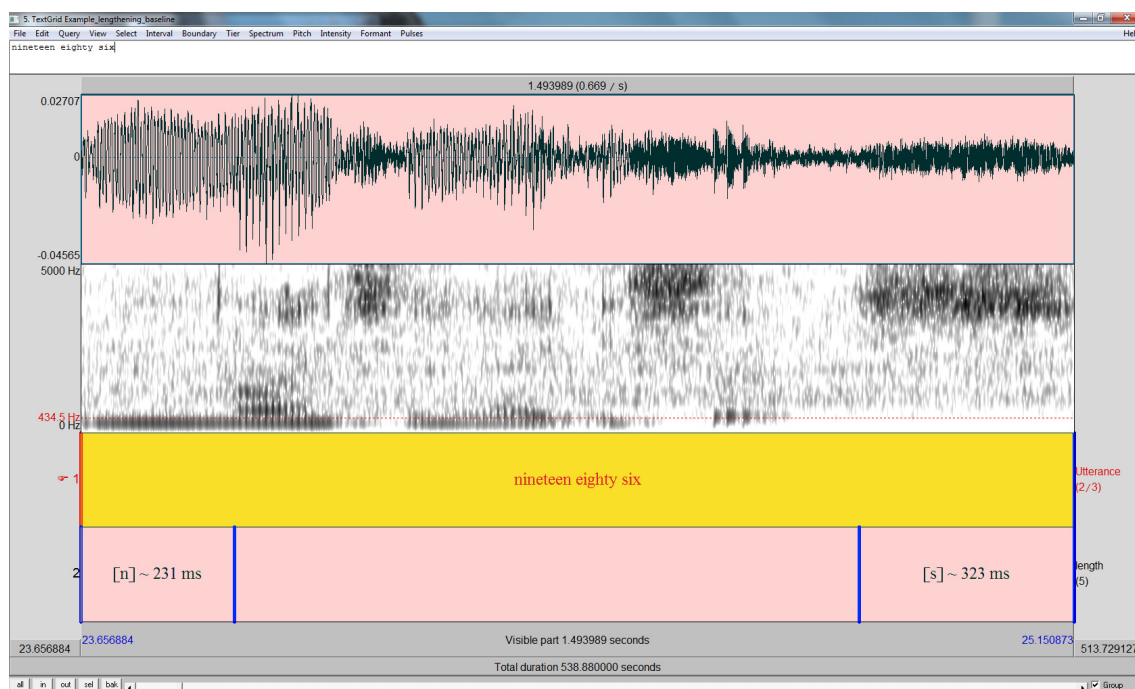 5. TextGrid Example_lengthening_baseline
File Edit Query View Select Interval Boundary Tier Spectrum Pitch Intensity Formant Pulses Hel
nineteen eighty six
1.493989 (0.669 / s)
0.02707
0
-0.04565
5000 Hz
434.5 Hz
0 Hz
☞ 1
nineteen eighty six
Utterance
(2/3)
2
[n] ~ 231 ms
[s] ~ 323 ms
length
(5)
23.656884
23.656884
Visible part 1.493989 seconds
25.150873
513.729127
Total duration 538.880000 seconds
all in out sel bak
Group